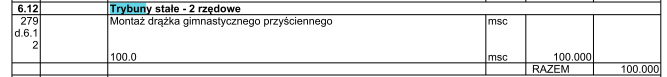 6.12 Trybuny stałe - 2 rzędowe
279 Montaż drążka gimnastycznego przyściennego msc
d.6.1
2
100.0 msc 100.000
RAZEM 100.000